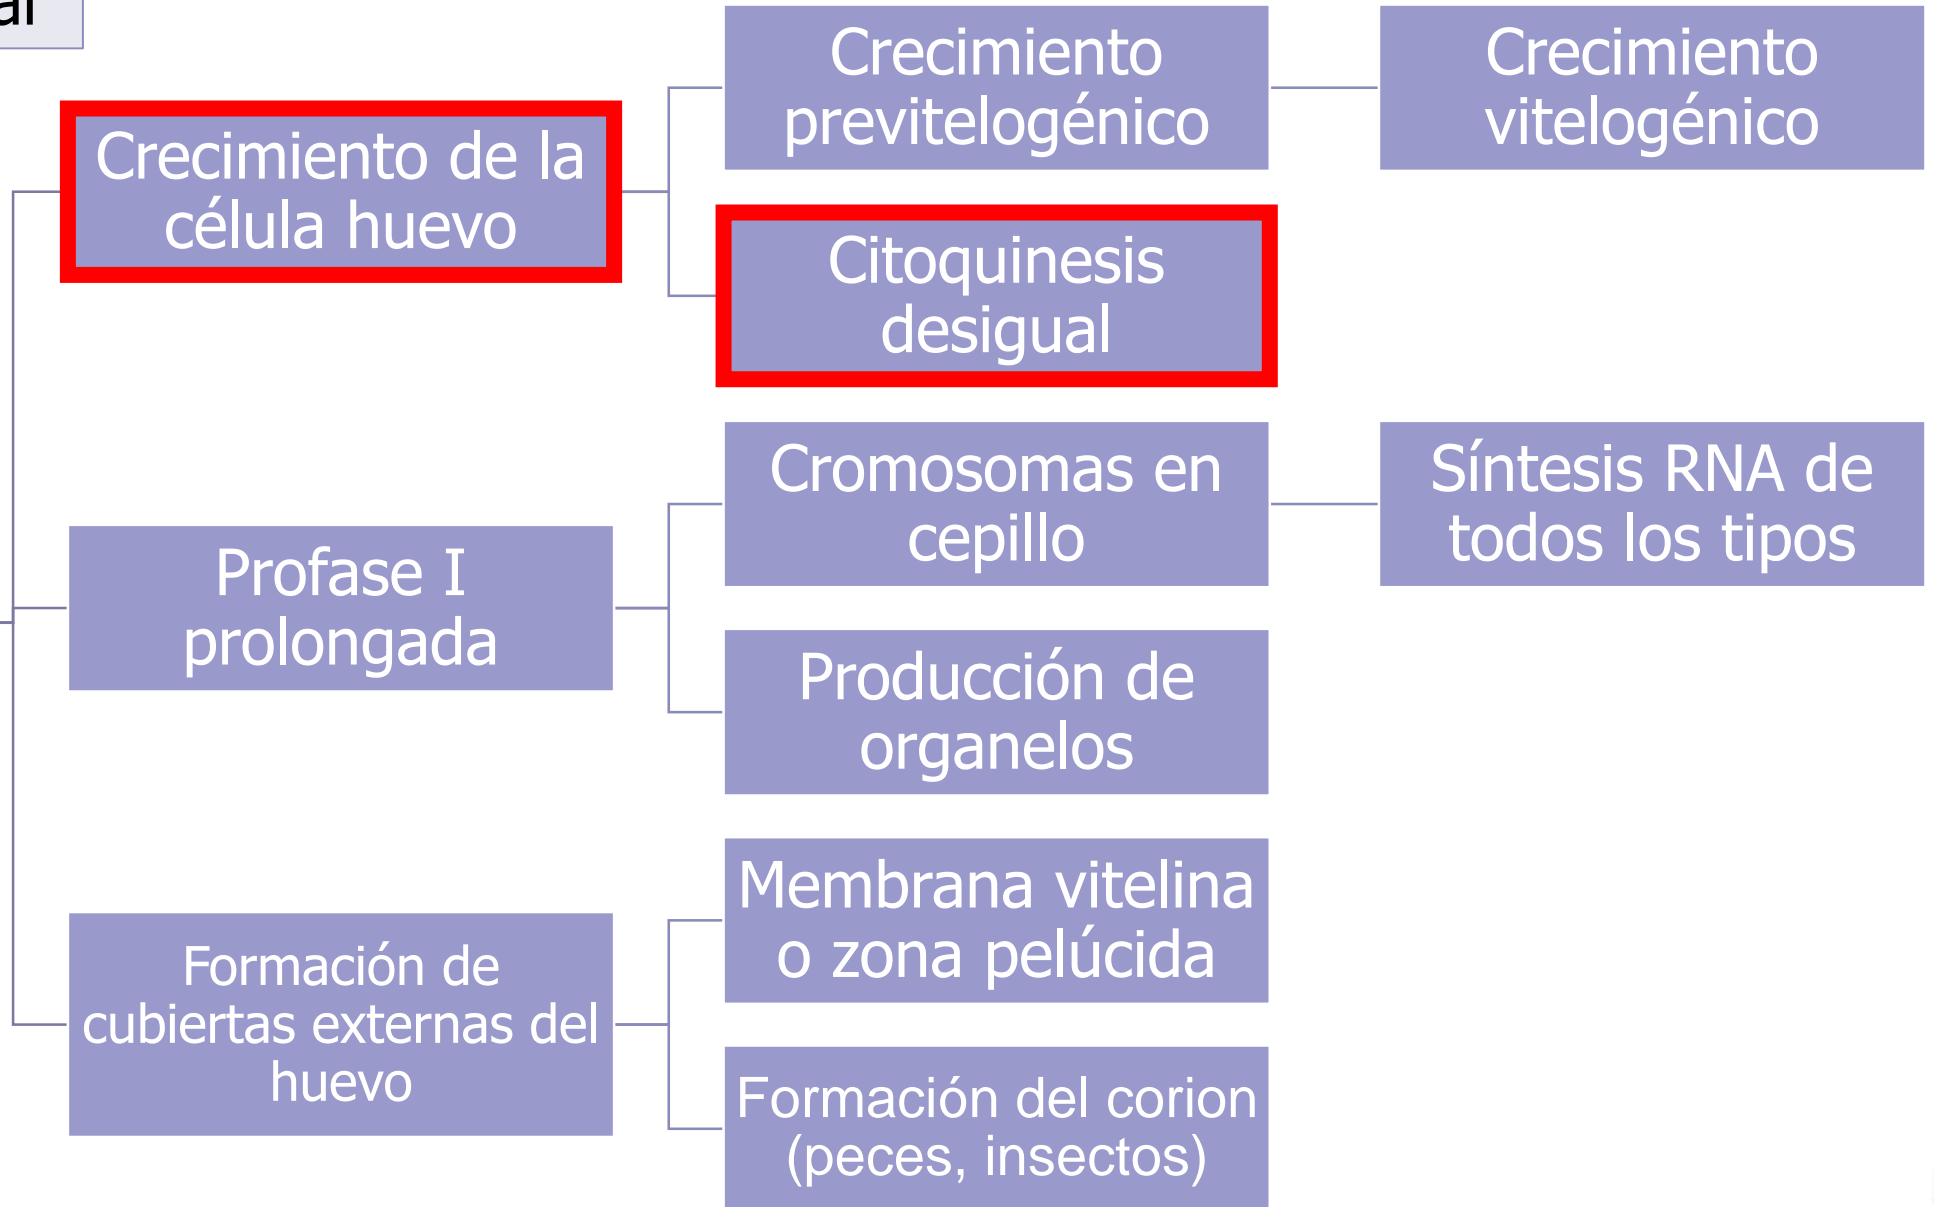 Crecimiento de la
célula huevo
Crecimiento
previtelogénico
Crecimiento
vitelogénico
Citoquinesis
desigual
Profase I
prolongada
Cromosomas en
cepillo
Síntesis RNA de
todos los tipos
Producción de
organelos
Formación de
cubiertas externas del
huevo
Membrana vitelina
o zona pelúcida
Formación del corion
(peces, insectos)